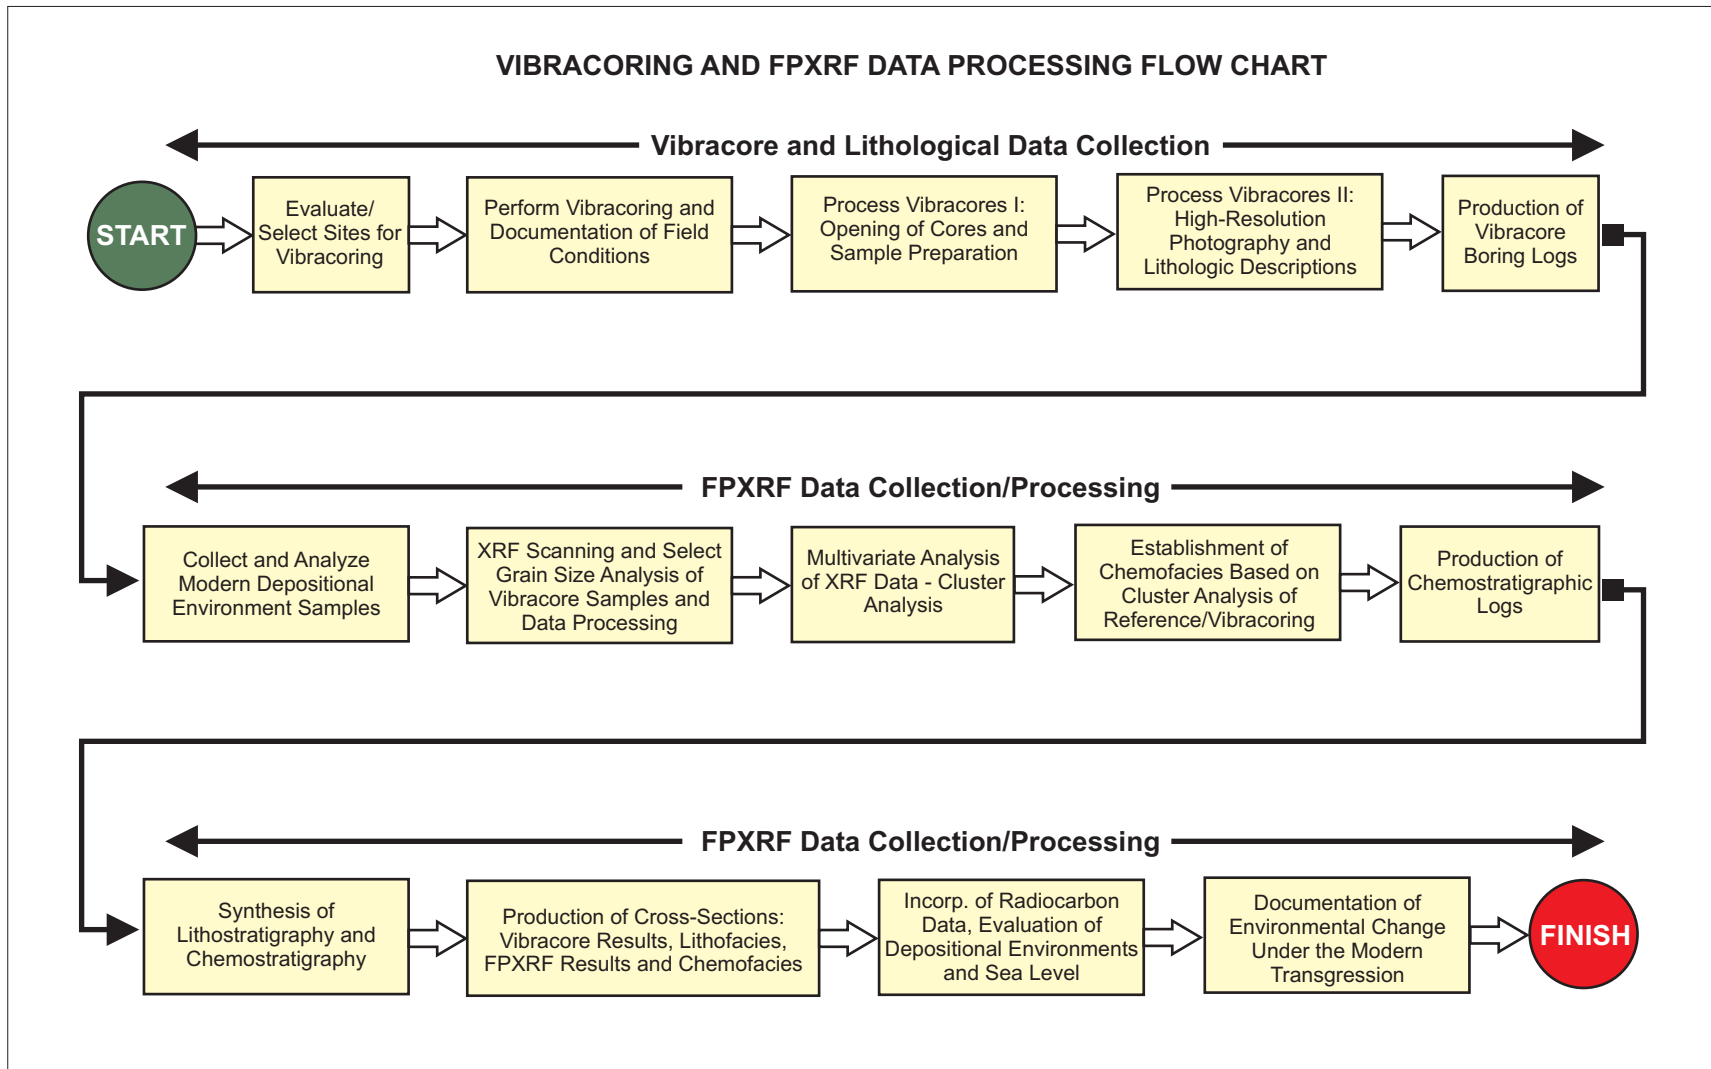 VIBRACORING AND FPXRF DATA PROCESSING FLOW CHART
Vibracore and Lithological Data Collection
START
Evaluate/
Select Sites for
Vibracoring
Perform Vibracoring and
Documentation of Field
Conditions
Process Vibracores I:
Opening of Cores and
Sample Preparation
Process Vibracores II:
High-Resolution
Photography and
Lithologic Descriptions
Production of
Vibracore
Boring Logs
FPXRF Data Collection/Processing
Collect and Analyze
Modern Depositional
Environment Samples
XRF Scanning and Select
Grain Size Analysis of
Vibracore Samples and
Data Processing
Multivariate Analysis
of XRF Data - Cluster
Analysis
Establishment of
Chemofacies Based on
Cluster Analysis of
Reference/Vibracoring
Production of
Chemostratigraphic
Logs
FPXRF Data Collection/Processing
Synthesis of
Lithostratigraphy and
Chemostratigraphy
Production of Cross-Sections:
Vibracore Results, Lithofacies,
FPXRF Results and Chemofacies
Incorp. of Radiocarbon
Data, Evaluation of
Depositional Environments
and Sea Level
Documentation of
Environmental Change
Under the Modern
Transgression
FINISH